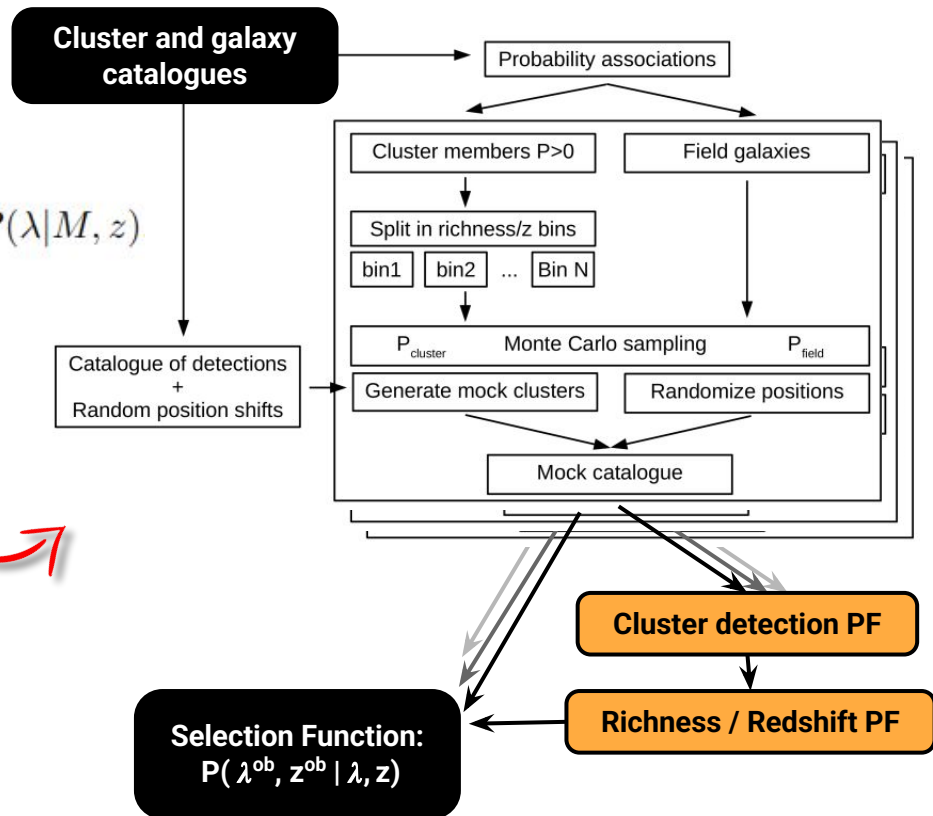 Cluster and galaxy
catalogues
Probability associations
Cluster members P>0
Field galaxies
(λ|M, z)
Split in richness/z bins
bin1 bin2 ... Bin N
P_cluster Monte Carlo sampling P_field
Catalogue of detections
+
Random position shifts
Generate mock clusters
Randomize positions
Mock catalogue
Cluster detection PF
Richness / Redshift PF
Selection Function:
P( λ^ob, z^ob | λ, z)